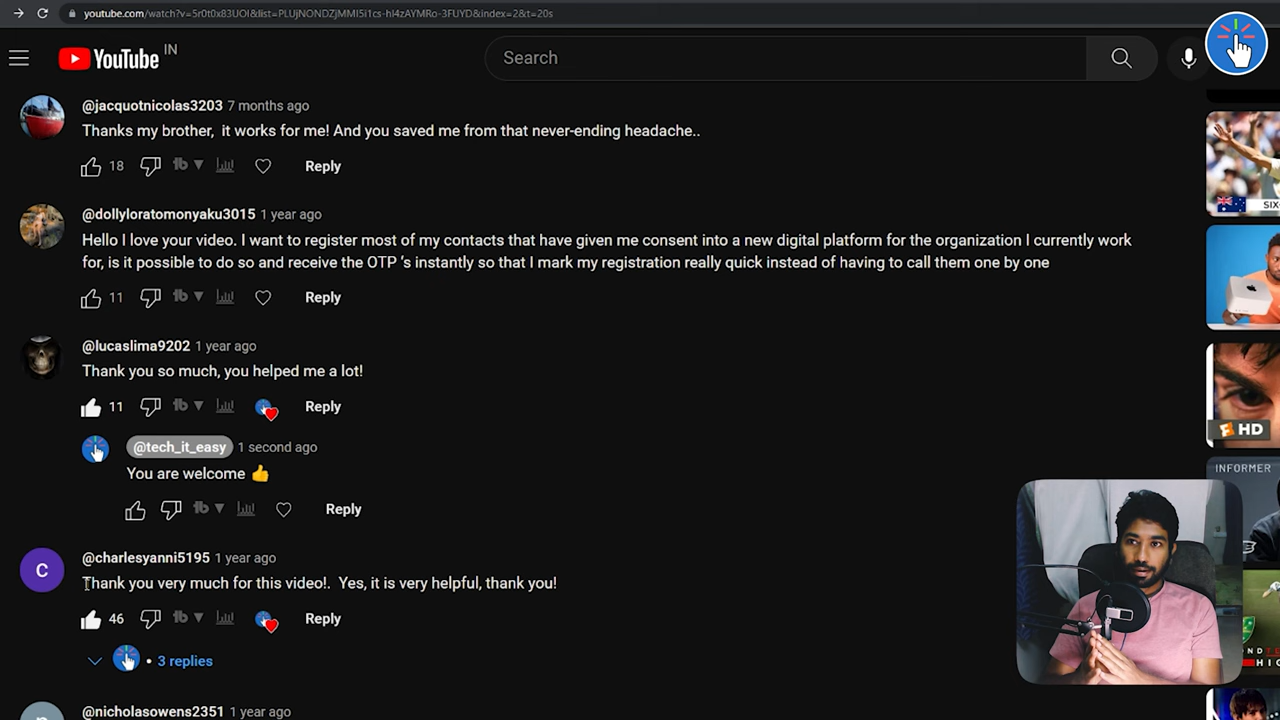 youtube.com/watch?v=5r0t0x83UOI&list=PLUjNONDZjMMI5i1cs-hl4zAYMRo-3FUYD&index=2&t=20s
YouTube IN
Search
@jacquotnicolas3203 7 months ago
Thanks my brother, it works for me! And you saved me from that never-ending headache..
18 Reply
@dollyloratomonyaku3015 1 year ago
Hello I love your video. I want to register most of my contacts that have given me consent into a new digital platform for the organization I currently work
for, is it possible to do so and receive the OTP 's instantly so that I mark my registration really quick instead of having to call them one by one
11 Reply
@lucaslima9202 1 year ago
Thank you so much, you helped me a lot!
11 Reply
@tech_it_easy 1 second ago
You are welcome 👍
Reply
@charlesyanni5195 1 year ago
Thank you very much for this video!. Yes, it is very helpful, thank you!
46 Reply
• 3 replies
@nicholasowens2351 1 year ago
SIX
HD
INFORMER